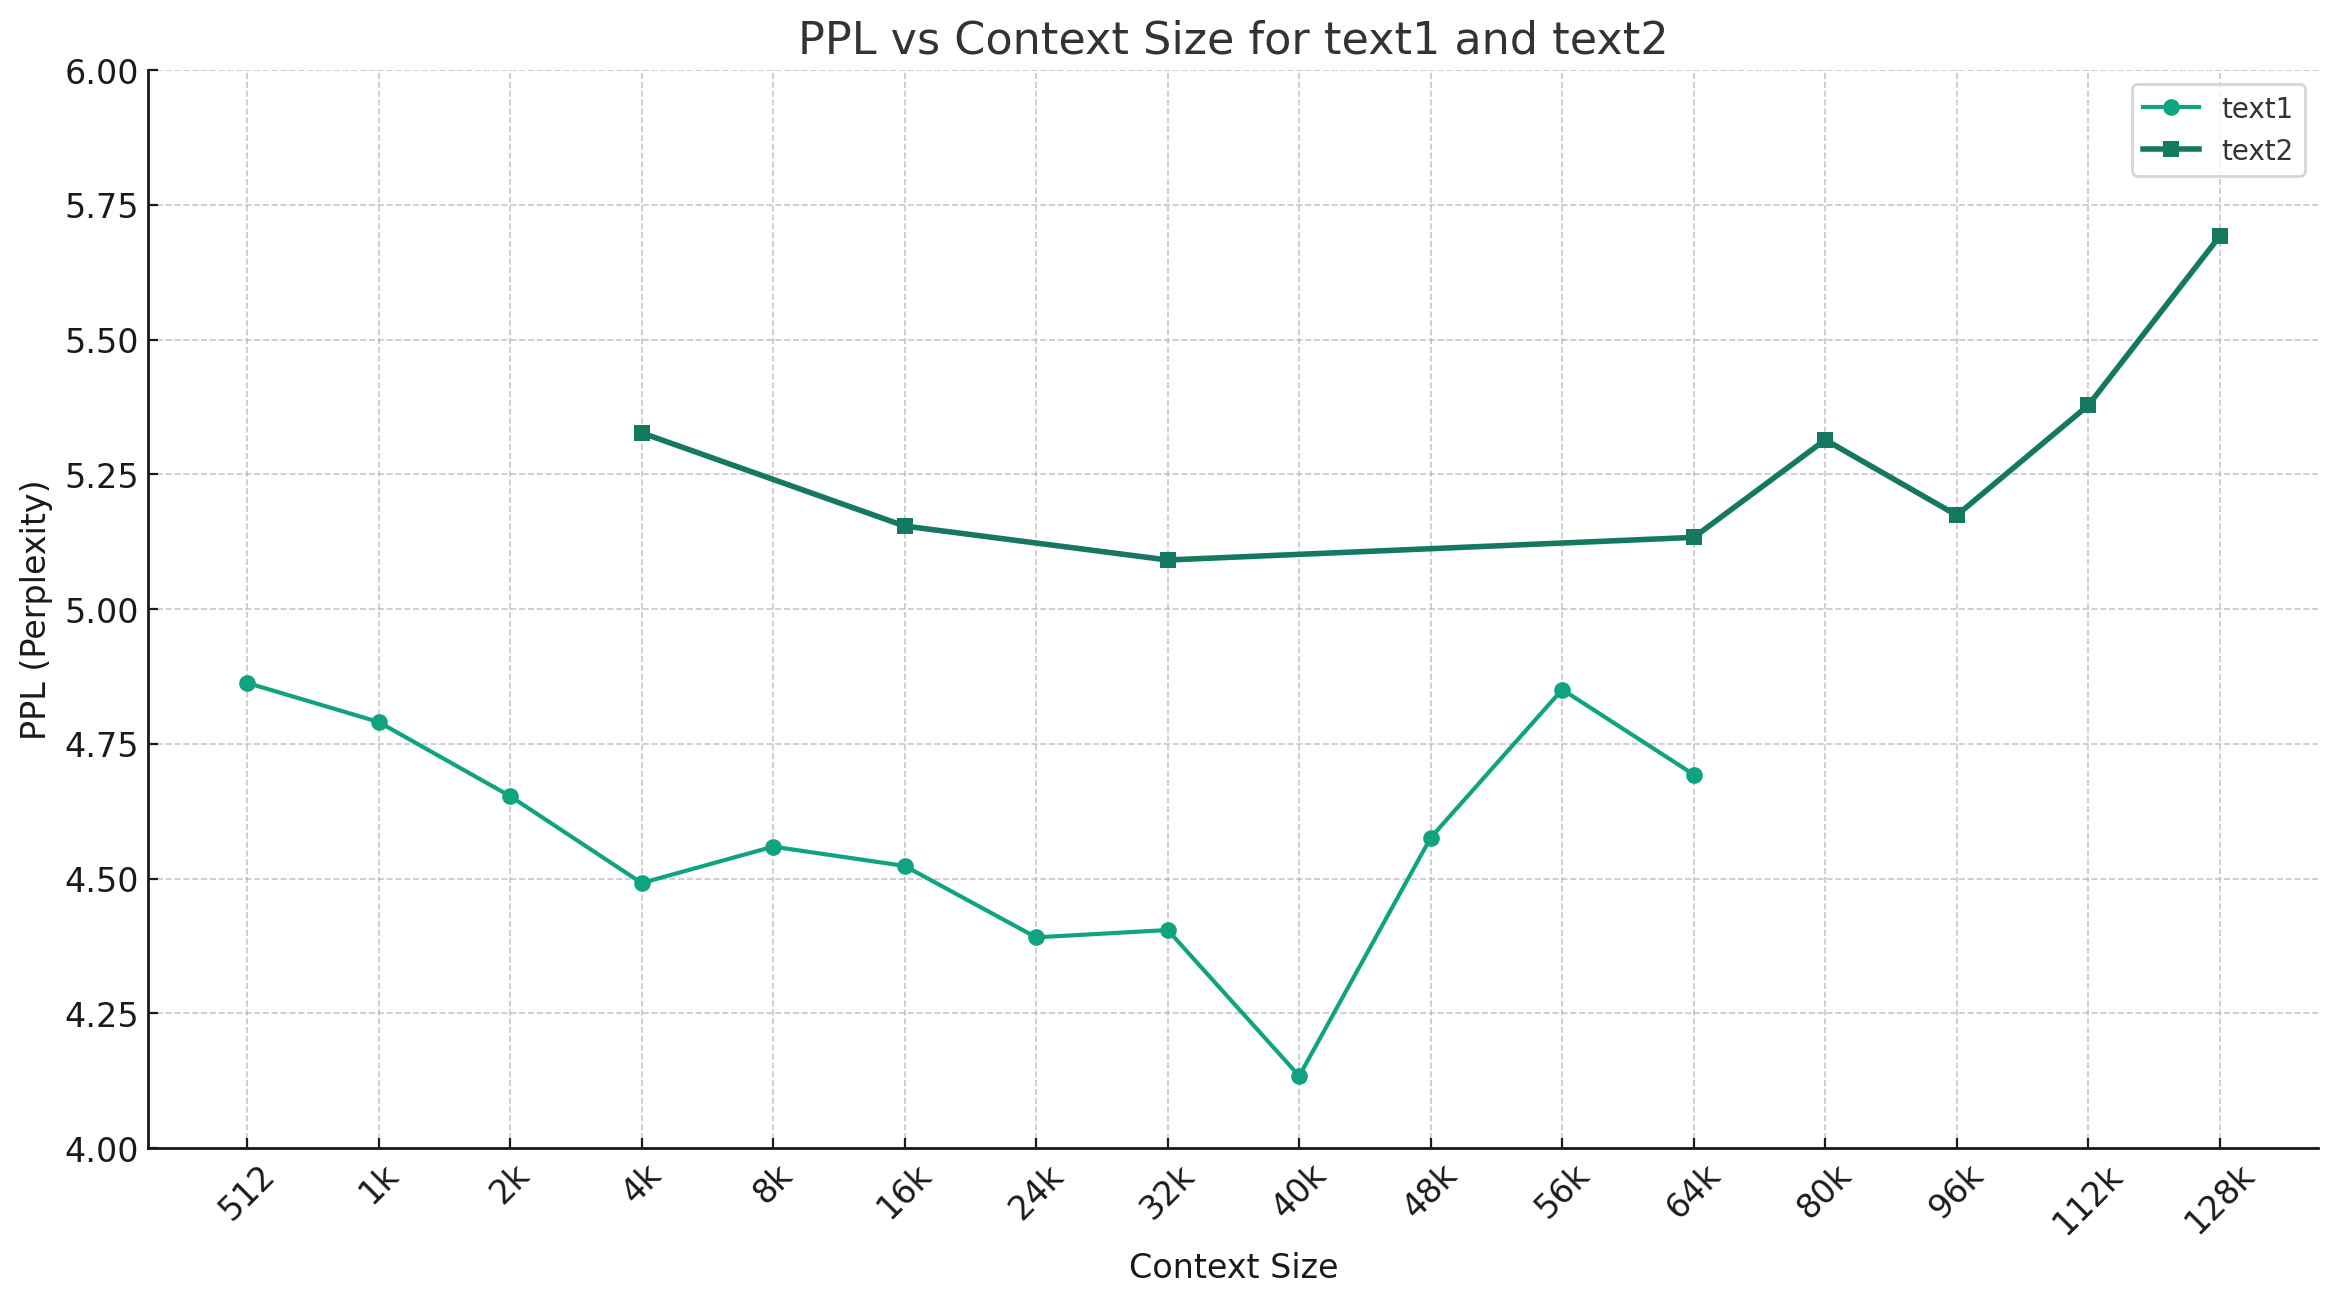 PPL vs Context Size for text1 and text2
text1
text2
PPL (Perplexity)
6.00
5.75
5.50
5.25
5.00
4.75
4.50
4.25
4.00
512 1k 2k 4k 8k 16k 24k 32k 40k 48k 56k 64k 80k 96k 112k 128k
Context Size